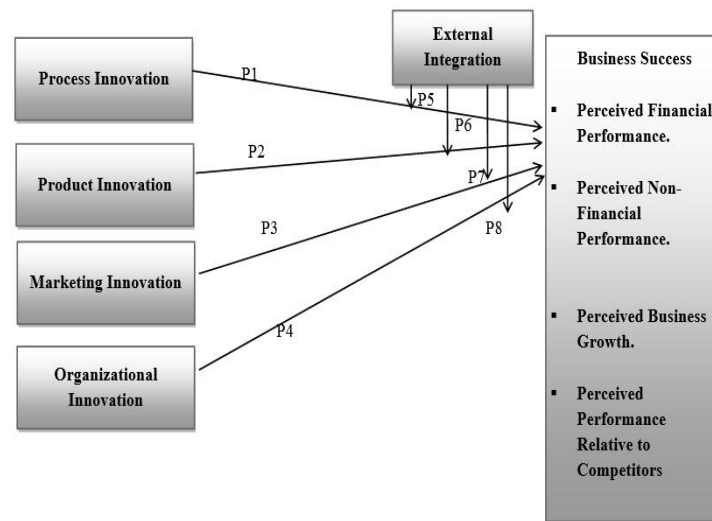 External
Integration
Process Innovation
P1
P5
P6
Product Innovation
P2
P7
Marketing Innovation
P3
P8
Organizational
Innovation
P4
Business Success
▪ Perceived Financial
Performance.
▪ Perceived Non-
Financial
Performance.
▪ Perceived Business
Growth.
▪ Perceived
Performance
Relative to
Competitors